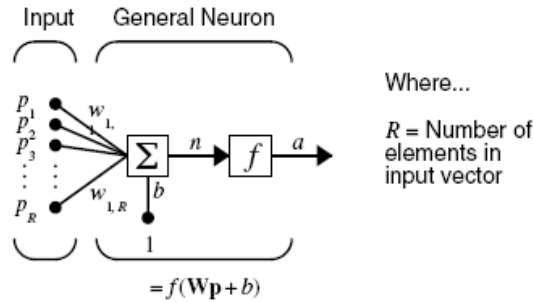 Input
General Neuron
p1
p2
p3
pR
w1,
1
w1, R
Σ
n
f
a
b
1
= f(Wp + b)
Where...
R = Number of
elements in
input vector